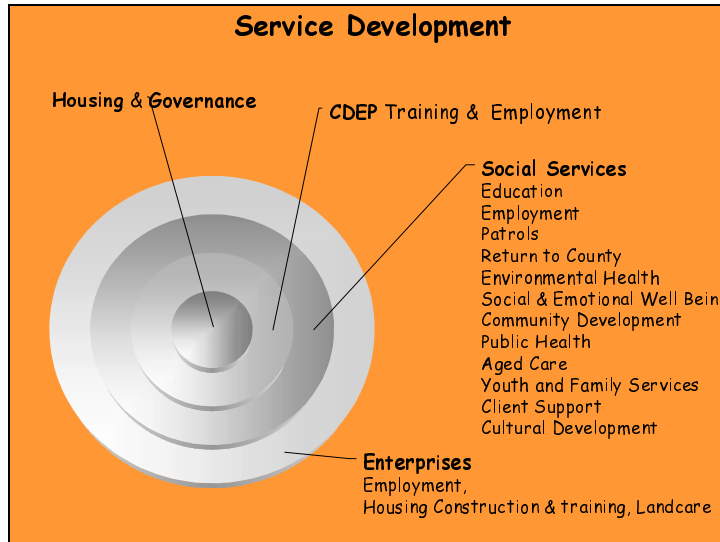 Service Development
Housing & Governance
CDEP Training & Employment
Social Services
Education
Employment
Patrols
Return to County
Environmental Health
Social & Emotional Well Bein
Community Development
Public Health
Aged Care
Youth and Family Services
Client Support
Cultural Development
Enterprises
Employment,
Housing Construction & training, Landcare